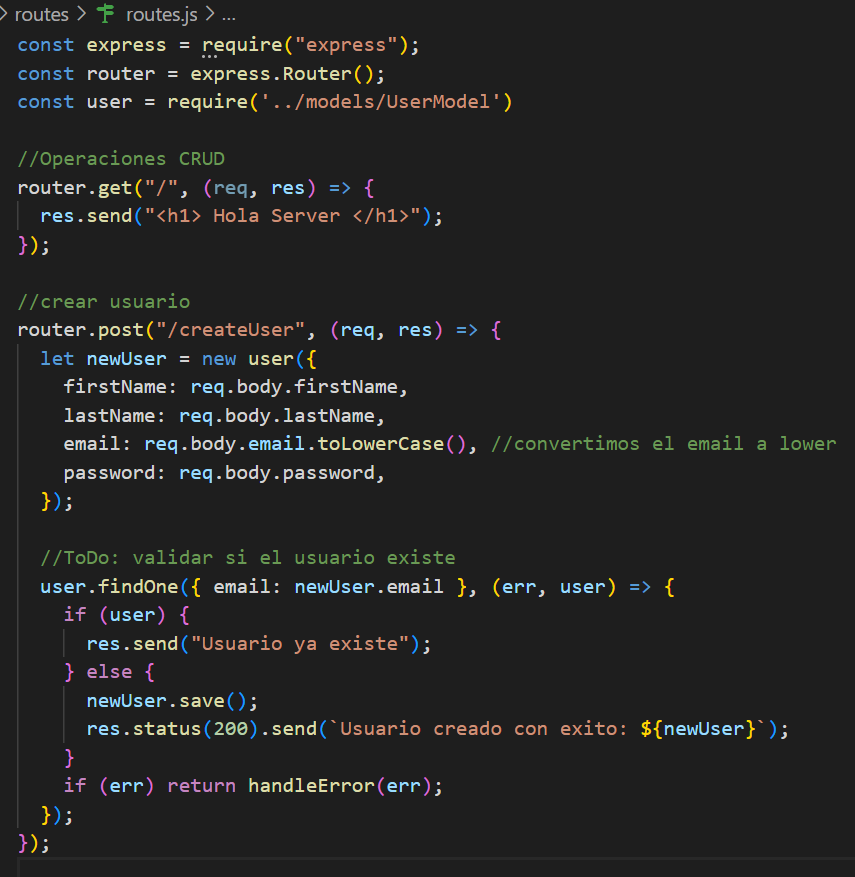 routes > routes.js > ...
const express = require("express");
const router = express.Router();
const user = require('../models/UserModel')
//Operaciones CRUD
router.get("/", (req, res) => {
  res.send("<h1> Hola Server </h1>");
});
//crear usuario
router.post("/createUser", (req, res) => {
  let newUser = new user({
    firstName: req.body.firstName,
    lastName: req.body.lastName,
    email: req.body.email.toLowerCase(), //convertimos el email a lower
    password: req.body.password,
  });
  //ToDo: validar si el usuario existe
  user.findOne({ email: newUser.email }, (err, user) => {
    if (user) {
      res.send("Usuario ya existe");
    } else {
      newUser.save();
      res.status(200).send(`Usuario creado con exito: ${newUser}`);
    }
    if (err) return handleError(err);
  });
});